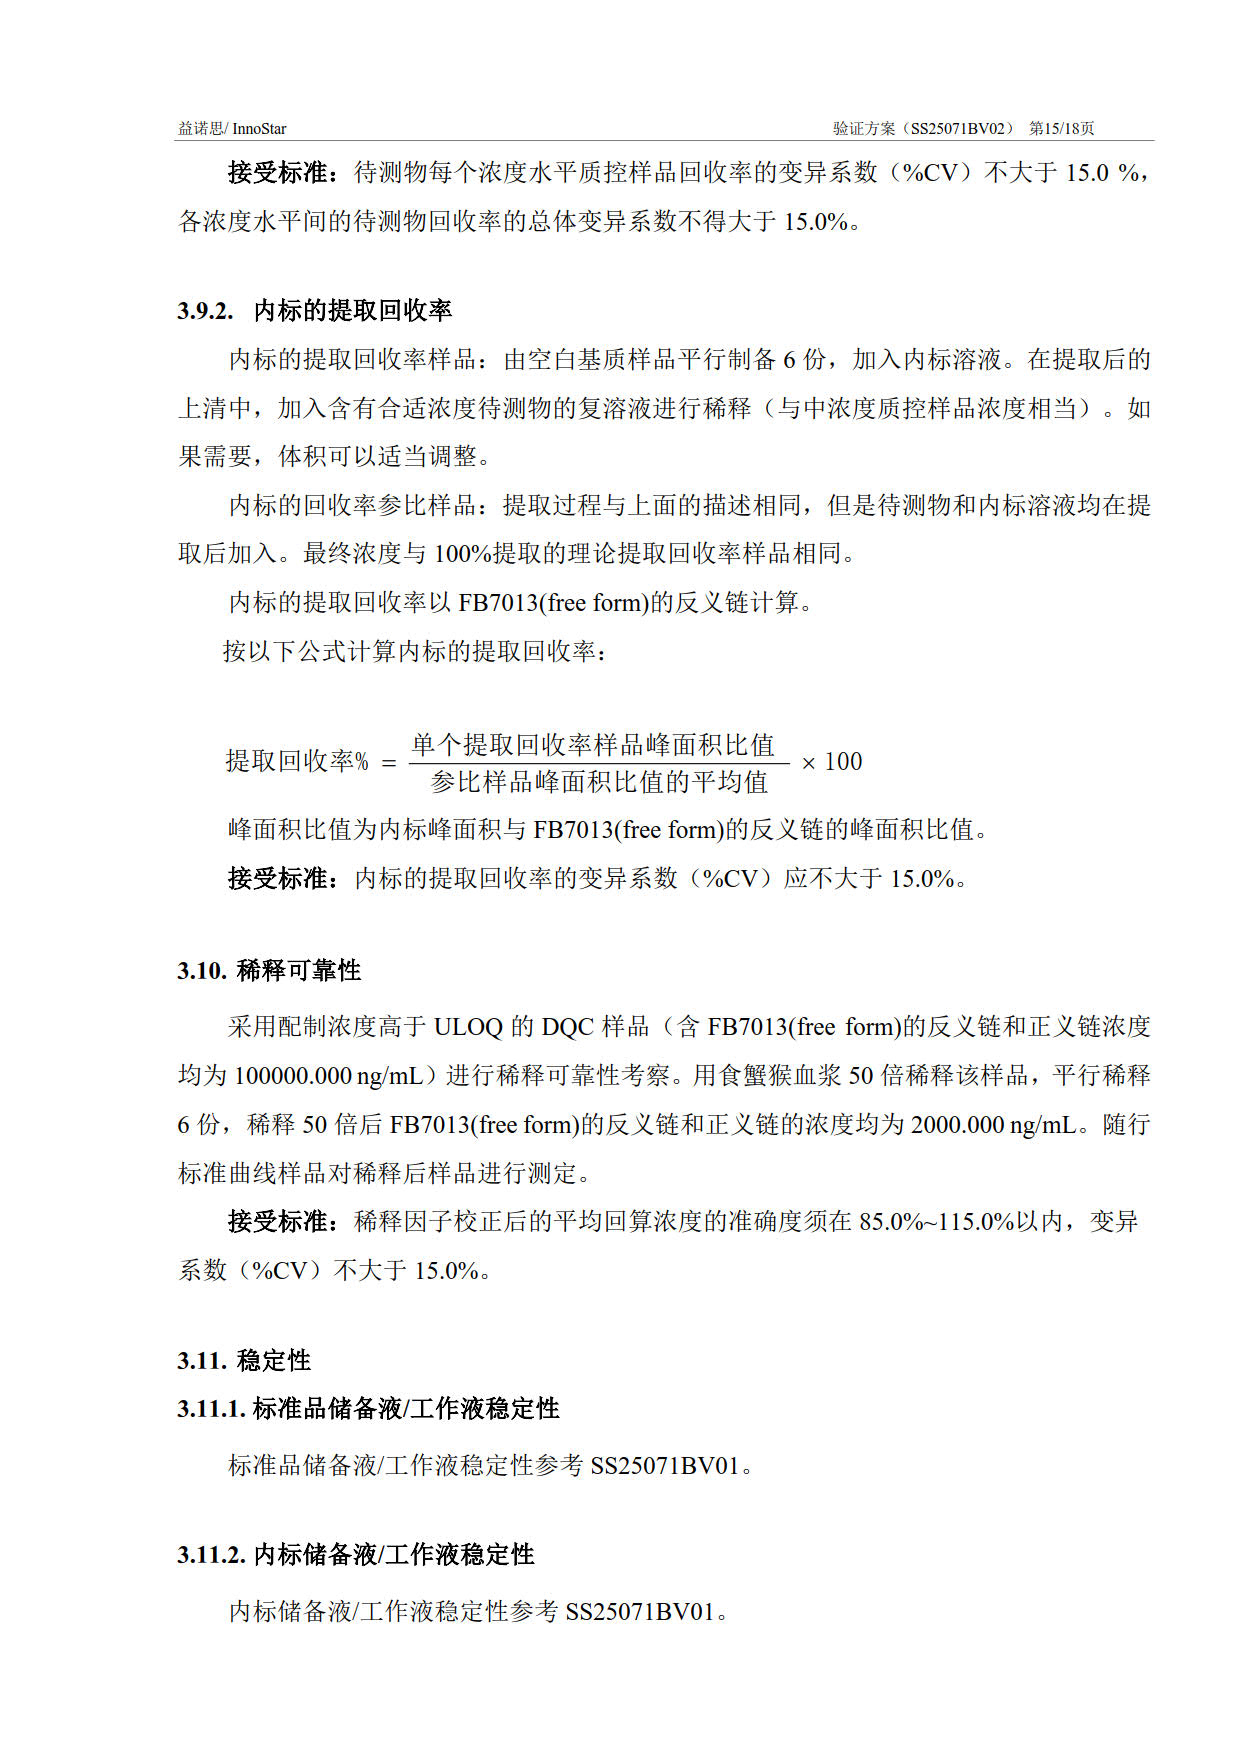 益诺思/ InnoStar 验证方案（SS25071BV02） 第15/18页
接受标准：待测物每个浓度水平质控样品回收率的变异系数（%CV）不大于 15.0 %，
各浓度水平间的待测物回收率的总体变异系数不得大于 15.0%。
3.9.2. 内标的提取回收率
内标的提取回收率样品：由空白基质样品平行制备 6 份，加入内标溶液。在提取后的
上清中，加入含有合适浓度待测物的复溶液进行稀释（与中浓度质控样品浓度相当）。如
果需要，体积可以适当调整。
内标的回收率参比样品：提取过程与上面的描述相同，但是待测物和内标溶液均在提
取后加入。最终浓度与 100%提取的理论提取回收率样品相同。
内标的提取回收率以 FB7013(free form)的反义链计算。
按以下公式计算内标的提取回收率：
单个提取回收率样品峰面积比值
提取回收率% = × 100
参比样品峰面积比值的平均值
峰面积比值为内标峰面积与 FB7013(free form)的反义链的峰面积比值。
接受标准：内标的提取回收率的变异系数（%CV）应不大于 15.0%。
3.10. 稀释可靠性
采用配制浓度高于 ULOQ 的 DQC 样品（含 FB7013(free form)的反义链和正义链浓度
均为 100000.000 ng/mL）进行稀释可靠性考察。用食蟹猴血浆 50 倍稀释该样品，平行稀释
6 份，稀释 50 倍后 FB7013(free form)的反义链和正义链的浓度均为 2000.000 ng/mL。随行
标准曲线样品对稀释后样品进行测定。
接受标准：稀释因子校正后的平均回算浓度的准确度须在 85.0%~115.0%以内，变异
系数（%CV）不大于 15.0%。
3.11. 稳定性
3.11.1. 标准品储备液/工作液稳定性
标准品储备液/工作液稳定性参考 SS25071BV01。
3.11.2. 内标储备液/工作液稳定性
内标储备液/工作液稳定性参考 SS25071BV01。